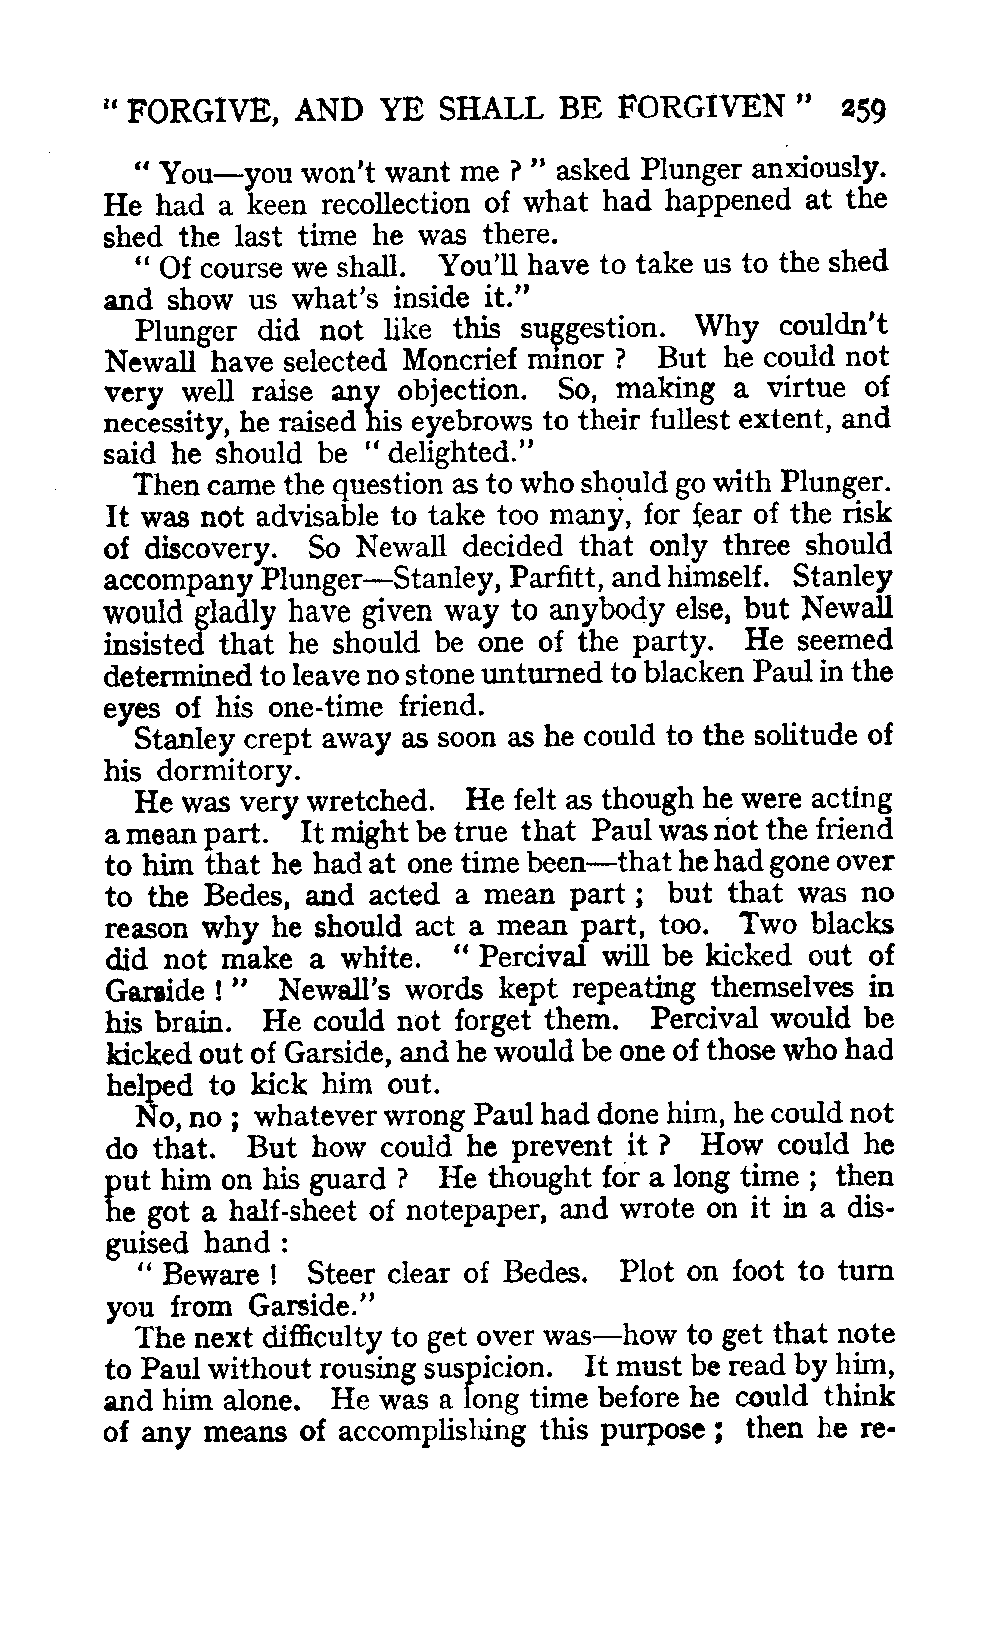 " FORGIVE, AND YE SHALL BE FORGIVEN " 259
" You—you won't want me ? " asked Plunger anxiously.
He had a keen recollection of what had happened at the
shed the last time he was there.
" Of course we shall. You'll have to take us to the shed
and show us what's inside it."
Plunger did not like this suggestion. Why couldn't
Newall have selected Moncrief minor ? But he could not
very well raise any objection. So, making a virtue of
necessity, he raised his eyebrows to their fullest extent, and
said he should be " delighted."
Then came the question as to who should go with Plunger.
It was not advisable to take too many, for fear of the risk
of discovery. So Newall decided that only three should
accompany Plunger—Stanley, Parfitt, and himself. Stanley
would gladly have given way to anybody else, but Newall
insisted that he should be one of the party. He seemed
determined to leave no stone unturned to blacken Paul in the
eyes of his one-time friend.
Stanley crept away as soon as he could to the solitude of
his dormitory.
He was very wretched. He felt as though he were acting
a mean part. It might be true that Paul was not the friend
to him that he had at one time been—that he had gone over
to the Bedes, and acted a mean part ; but that was no
reason why he should act a mean part, too. Two blacks
did not make a white. " Percival will be kicked out of
Garside ! " Newall's words kept repeating themselves in
his brain. He could not forget them. Percival would be
kicked out of Garside, and he would be one of those who had
helped to kick him out.
No, no ; whatever wrong Paul had done him, he could not
do that. But how could he prevent it ? How could he
put him on his guard ? He thought for a long time ; then
he got a half-sheet of notepaper, and wrote on it in a dis-
guised hand :
" Beware ! Steer clear of Bedes. Plot on foot to turn
you from Garside."
The next difficulty to get over was—how to get that note
to Paul without rousing suspicion. It must be read by him,
and him alone. He was a long time before he could think
of any means of accomplishing this purpose ; then he re-